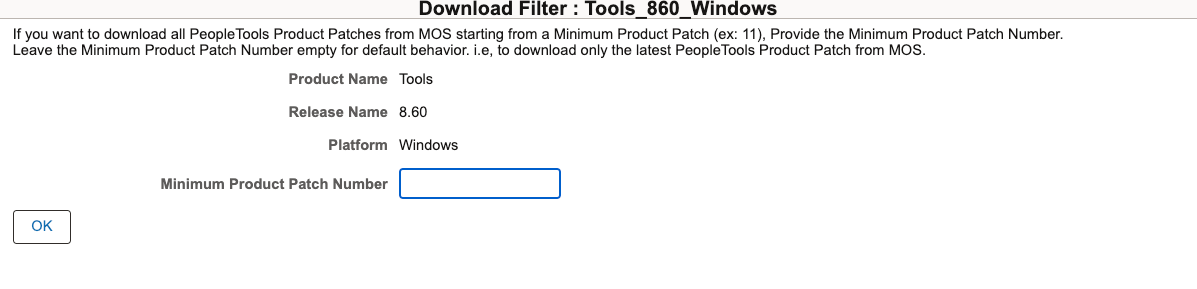 Download Filter : Tools_860_Windows
If you want to download all PeopleTools Product Patches from MOS starting from a Minimum Product Patch (ex: 11), Provide the Minimum Product Patch Number.
Leave the Minimum Product Patch Number empty for default behavior. i.e, to download only the latest PeopleTools Product Patch from MOS.
Product Name Tools
Release Name 8.60
Platform Windows
Minimum Product Patch Number
OK